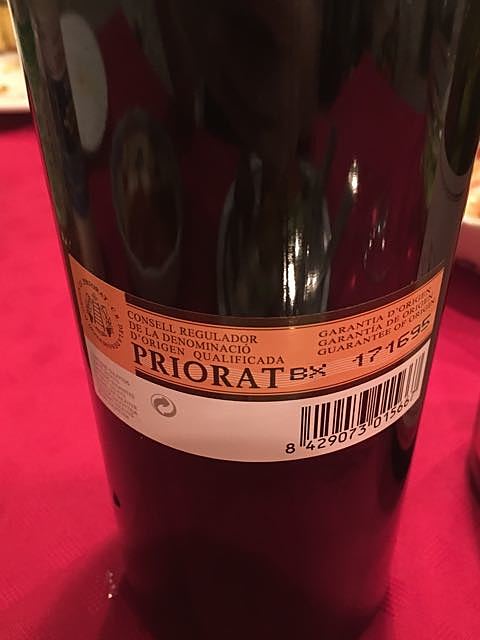 CONSELL REGULADOR
DE LA DENOMINACIÓ
D'ORIGEN QUALIFICADA
PRIORAT
GARANTIA D'ORIGEN
GARANTÍA DE ORIGEN
GUARANTEE OF ORIGIN
BX 171695
8 429073 01566